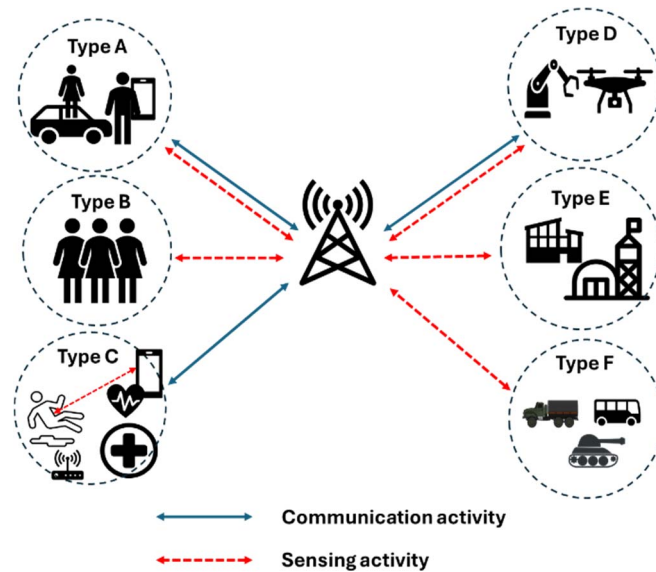 Type A
Type D
Type B
Type E
Type C
Type F
Communication activity
Sensing activity